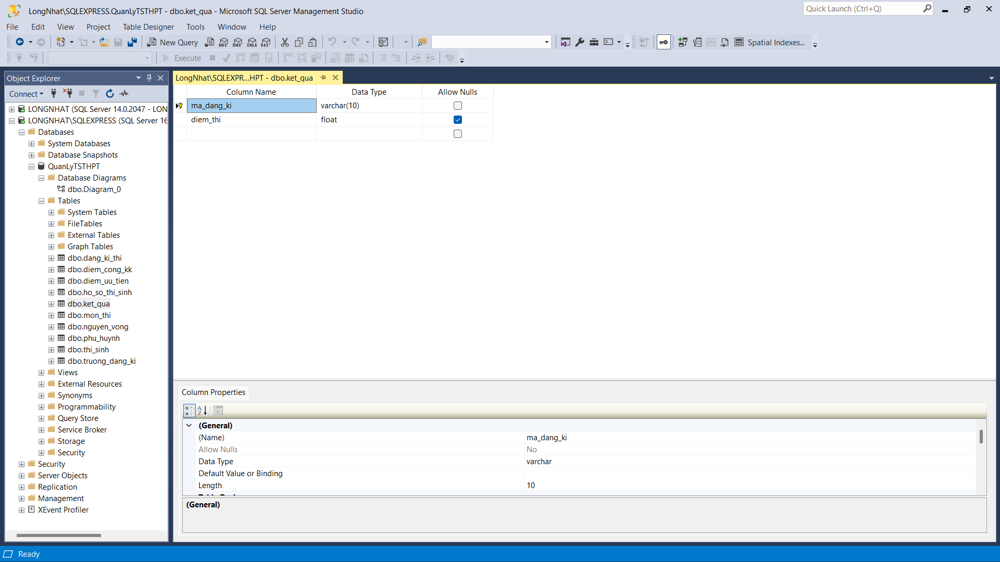 LongNhat\SQLEXPRESS.QuanLyTSTHPT - dbo.ket_qua - Microsoft SQL Server Management Studio
Quick Launch (Ctrl+Q)
File Edit View Project Table Designer Tools Window Help
New Query MDX DMX XMLA DAX Spatial Indexes...
Execute
Object Explorer
Connect
LONGNHAT (SQL Server 14.0.2047 - LON
LONGNHAT\SQLEXPRESS (SQL Server 16
Databases
System Databases
Database Snapshots
QuanLyTSTHPT
Database Diagrams
dbo.Diagram_0
Tables
System Tables
FileTables
External Tables
Graph Tables
dbo.dang_ki_thi
dbo.diem_cong_kk
dbo.diem_uu_tien
dbo.ho_so_thi_sinh
dbo.ket_qua
dbo.mon_thi
dbo.nguyen_vong
dbo.phu_huynh
dbo.thi_sinh
dbo.truong_dang_ki
Views
External Resources
Synonyms
Programmability
Query Store
Service Broker
Storage
Security
Security
Server Objects
Replication
Management
XEvent Profiler
LongNhat\SQLEXPR...HPT - dbo.ket_qua
Column Name Data Type Allow Nulls
ma_dang_ki varchar(10)
diem_thi float
Column Properties
(General)
(Name) ma_dang_ki
Allow Nulls No
Data Type varchar
Default Value or Binding
Length 10
(General)
Ready